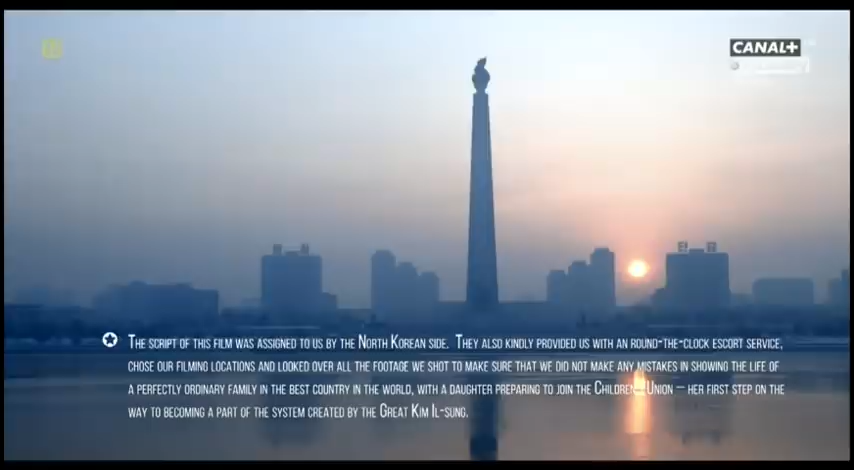 CANAL+
The script of this film was assigned to us by the North Korean side. They also kindly provided us with an round-the-clock escort service,
chose our filming locations and looked over all the footage we shot to make sure that we did not make any mistakes in showing the life of
a perfectly ordinary family in the best country in the world, with a daughter preparing to join the Children Union – her first step on the
way to becoming a part of the system created by the Great Kim Il-sung.